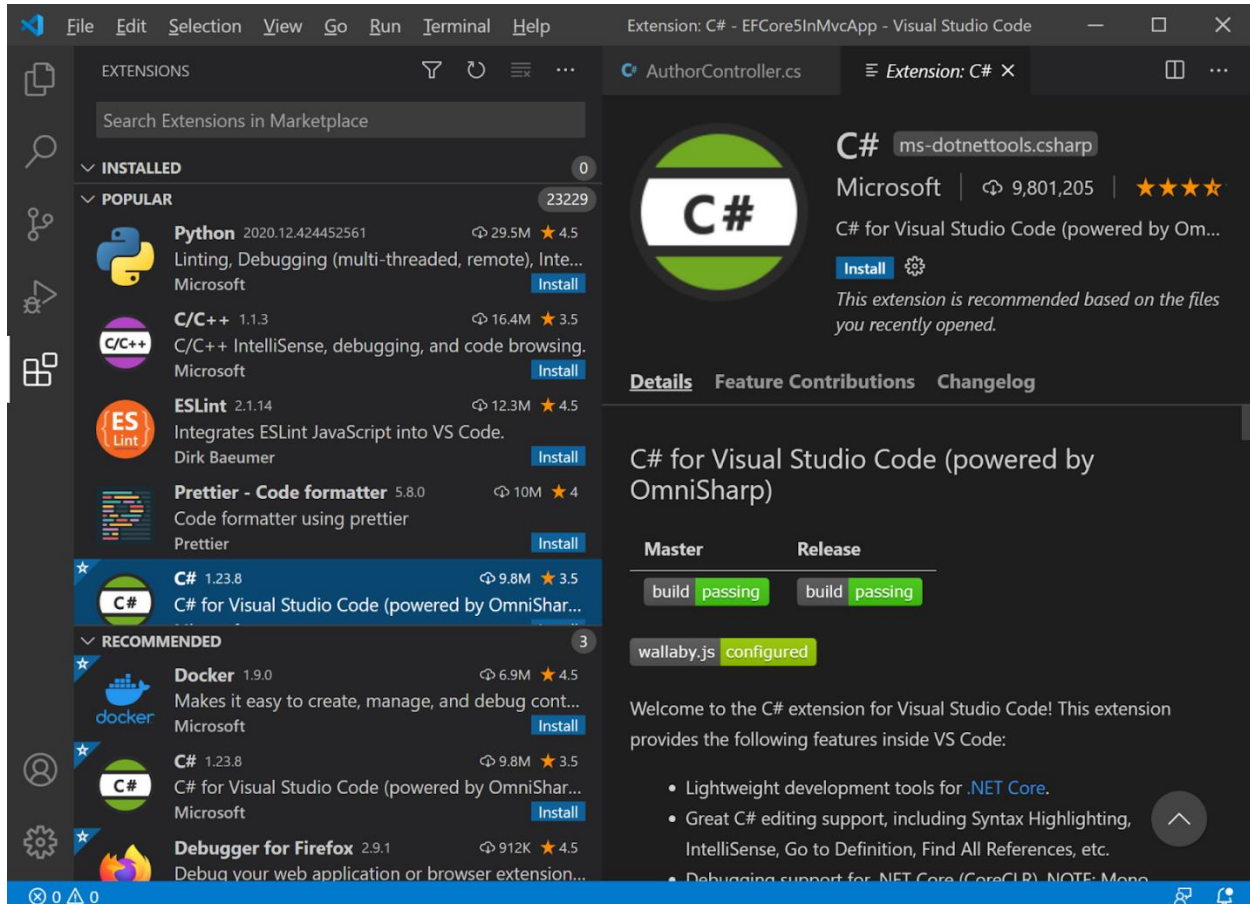 File Edit Selection View Go Run Terminal Help
Extension: C# - EFCore5InMvcApp - Visual Studio Code
EXTENSIONS
Search Extensions in Marketplace
INSTALLED 0
POPULAR 23229
Python 2020.12.424452561 29.5M 4.5
Linting, Debugging (multi-threaded, remote), Inte...
Microsoft Install
C/C++
C/C++ 1.1.3 16.4M 3.5
C/C++ IntelliSense, debugging, and code browsing.
Microsoft Install
ES
Lint
ESLint 2.1.14 12.3M 4.5
Integrates ESLint JavaScript into VS Code.
Dirk Baeumer Install
Prettier - Code formatter 5.8.0 10M 4
Code formatter using prettier
Prettier Install
C#
C# 1.23.8 9.8M 3.5
C# for Visual Studio Code (powered by OmniShar...
RECOMMENDED 3
docker
Docker 1.9.0 6.9M 4.5
Makes it easy to create, manage, and debug cont...
Microsoft Install
C#
C# 1.23.8 9.8M 3.5
C# for Visual Studio Code (powered by OmniShar...
Microsoft Install
Debugger for Firefox 2.9.1 912K 4.5
Debug your web application or browser extension...
0 0
AuthorController.cs Extension: C#
C#
C# ms-dotnettools.csharp
Microsoft 9,801,205
C# for Visual Studio Code (powered by Om...
Install
This extension is recommended based on the files
you recently opened.
Details Feature Contributions Changelog
C# for Visual Studio Code (powered by
OmniSharp)
Master Release
build passing build passing
wallaby.js configured
Welcome to the C# extension for Visual Studio Code! This extension
provides the following features inside VS Code:
• Lightweight development tools for .NET Core.
• Great C# editing support, including Syntax Highlighting,
IntelliSense, Go to Definition, Find All References, etc.
• Debugging support for .NET Core (CoreCLR). NOTE: Mono